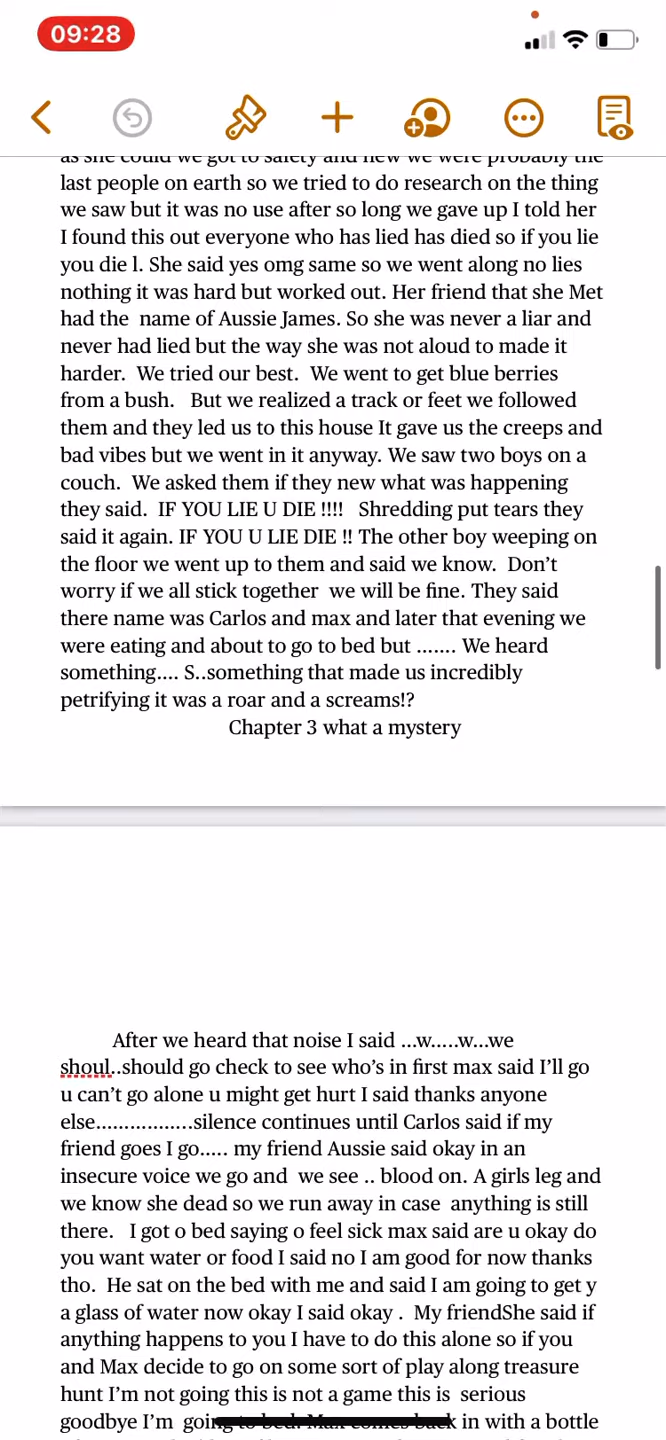 09:28
as she could we got to safety and new we were probably the
last people on earth so we tried to do research on the thing
we saw but it was no use after so long we gave up I told her
I found this out everyone who has lied has died so if you lie
you die l. She said yes omg same so we went along no lies
nothing it was hard but worked out. Her friend that she Met
had the  name of Aussie James. So she was never a liar and
never had lied but the way she was not aloud to made it
harder.  We tried our best.  We went to get blue berries
from a bush.   But we realized a track or feet we followed
them and they led us to this house It gave us the creeps and
bad vibes but we went in it anyway. We saw two boys on a
couch.  We asked them if they new what was happening
they said.  IF YOU LIE U DIE !!!!   Shredding put tears they
said it again. IF YOU U LIE DIE !! The other boy weeping on
the floor we went up to them and said we know.  Don’t
worry if we all stick together  we will be fine. They said
there name was Carlos and max and later that evening we
were eating and about to go to bed but ....... We heard
something.... S..something that made us incredibly
petrifying it was a roar and a screams!?
Chapter 3 what a mystery
After we heard that noise I said ...w.....w...we
shoul..should go check to see who’s in first max said I’ll go
u can’t go alone u might get hurt I said thanks anyone
else.................silence continues until Carlos said if my
friend goes I go..... my friend Aussie said okay in an
insecure voice we go and  we see .. blood on. A girls leg and
we know she dead so we run away in case  anything is still
there.   I got o bed saying o feel sick max said are u okay do
you want water or food I said no I am good for now thanks
tho.  He sat on the bed with me and said I am going to get y
a glass of water now okay I said okay .  My friendShe said if
anything happens to you I have to do this alone so if you
and Max decide to go on some sort of play along treasure
hunt I’m not going this is not a game this is  serious
goodbye I’m  going to bed. Max comes back in with a bottle